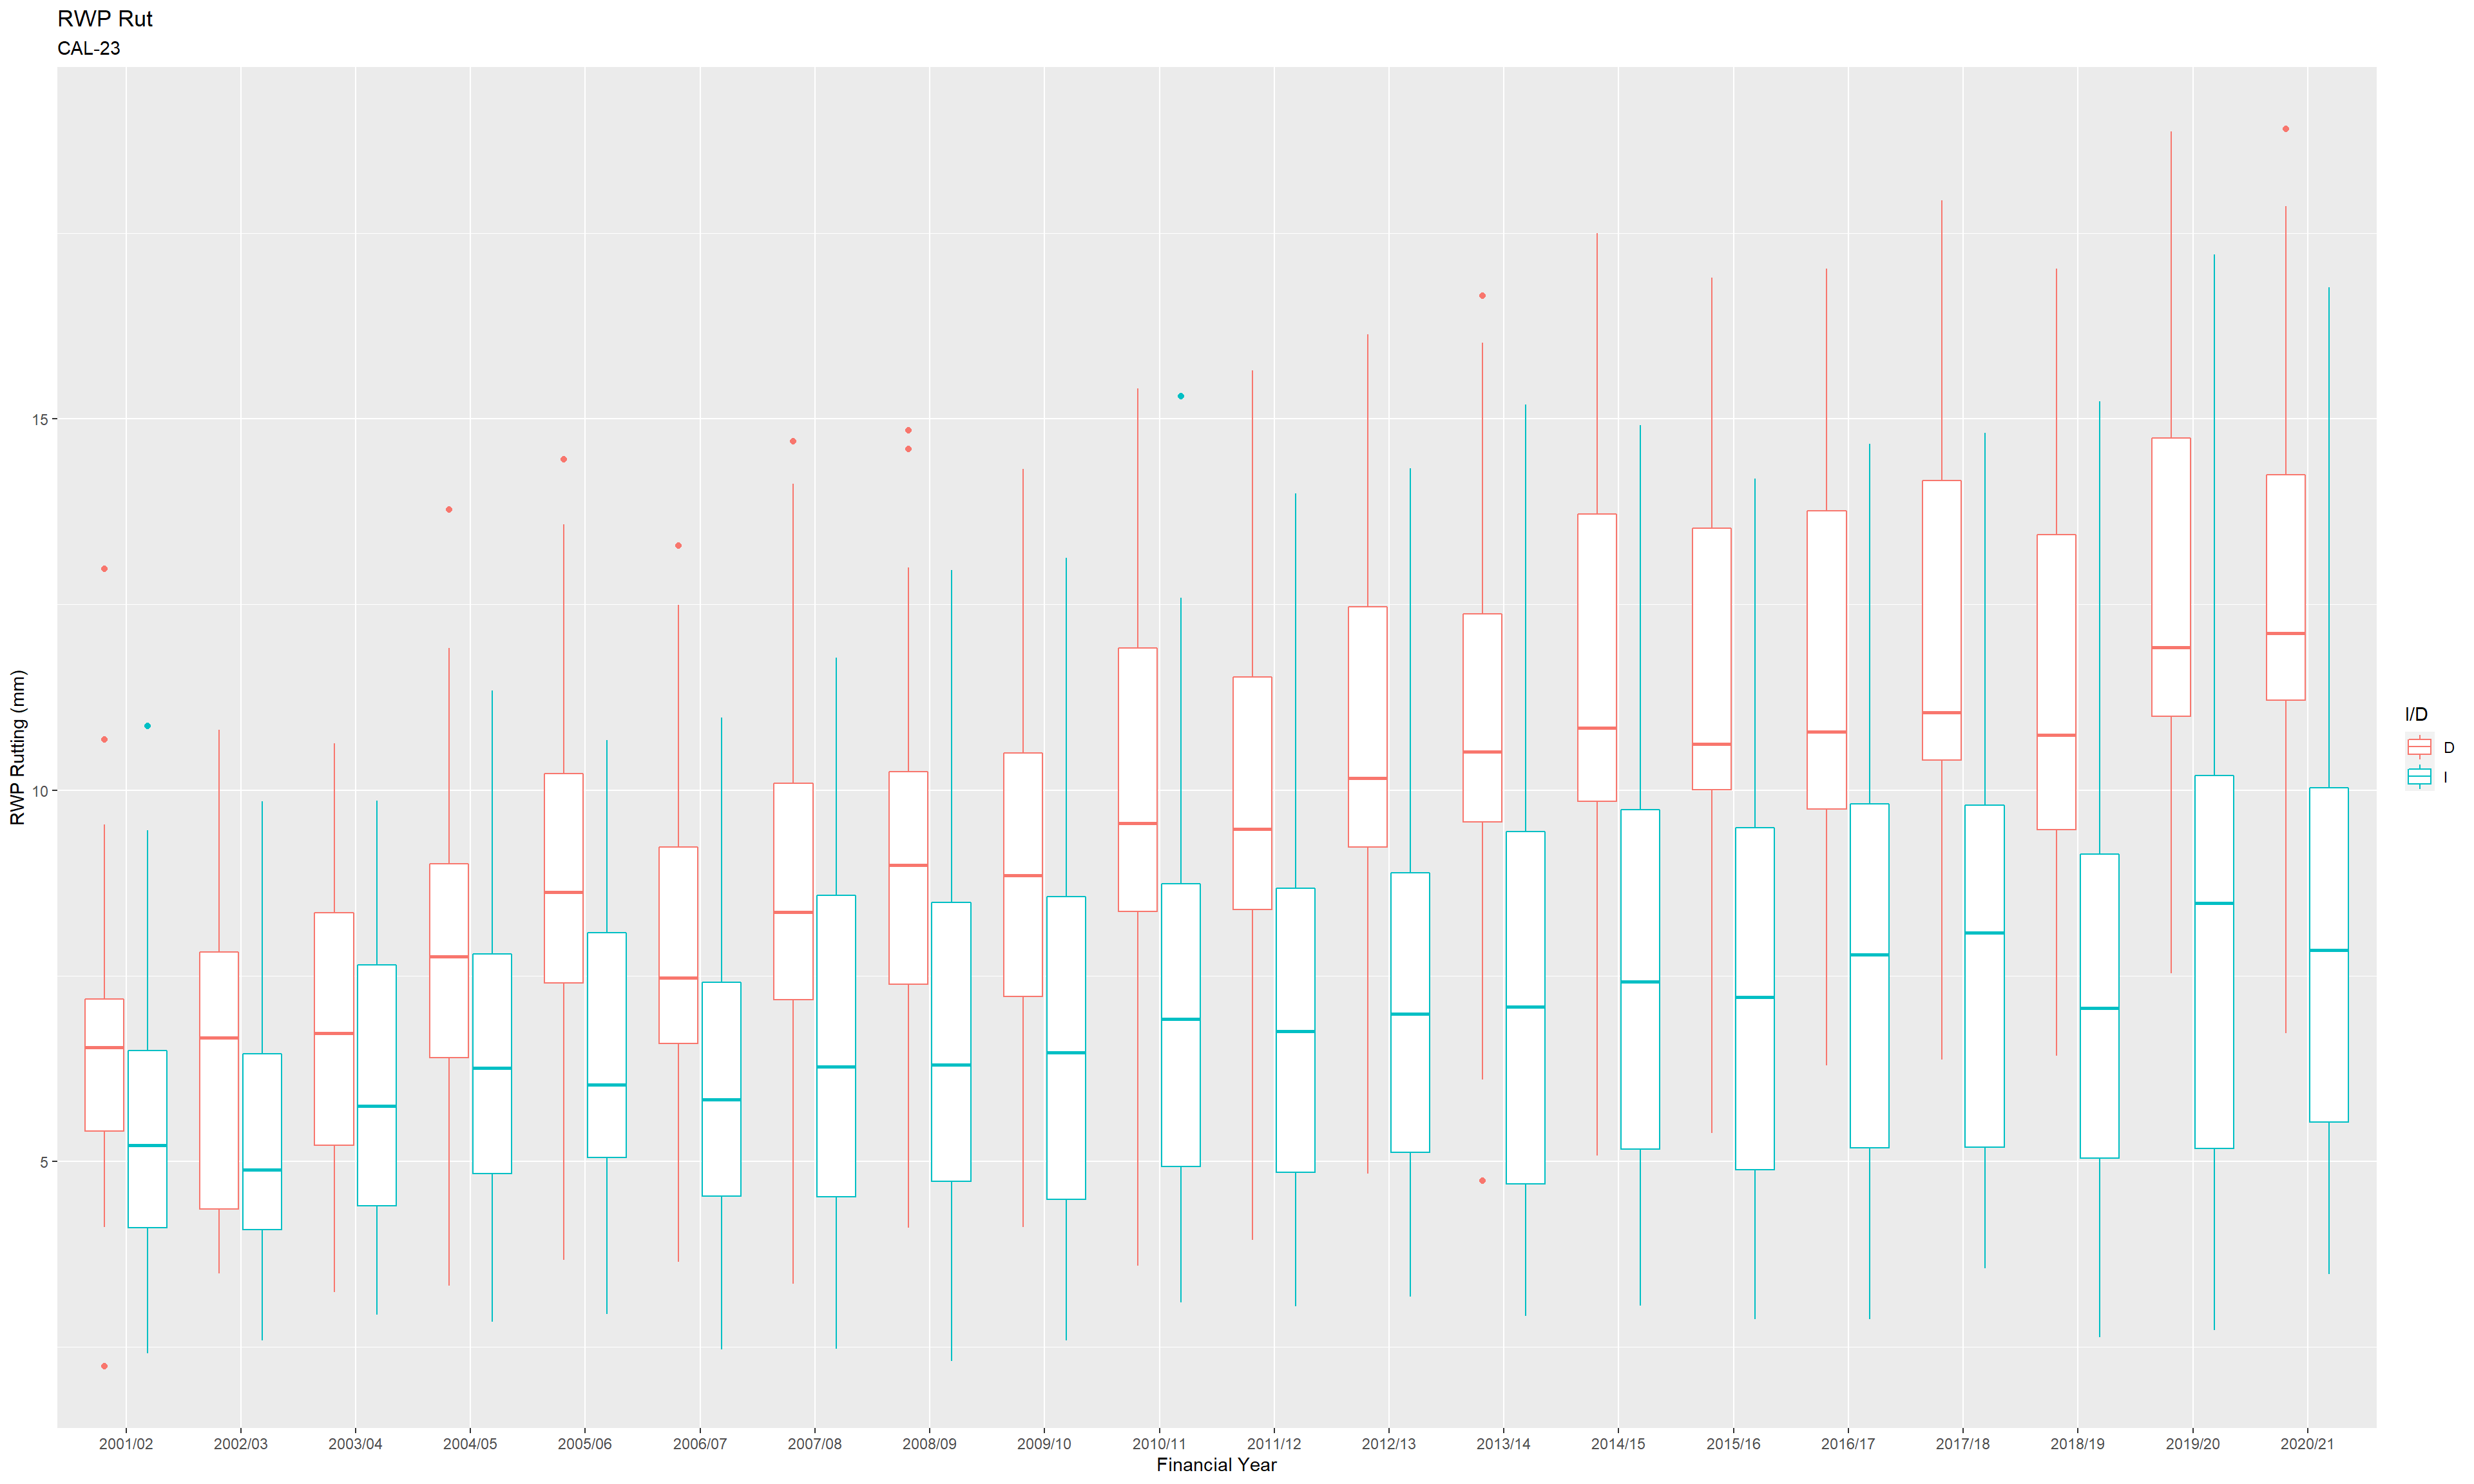 RWP Rut
CAL-23
RWP Rutting (mm)
15
10
5
2001/02 2002/03 2003/04 2004/05 2005/06 2006/07 2007/08 2008/09 2009/10 2010/11 2011/12 2012/13 2013/14 2014/15 2015/16 2016/17 2017/18 2018/19 2019/20 2020/21
Financial Year
I/D
D
I